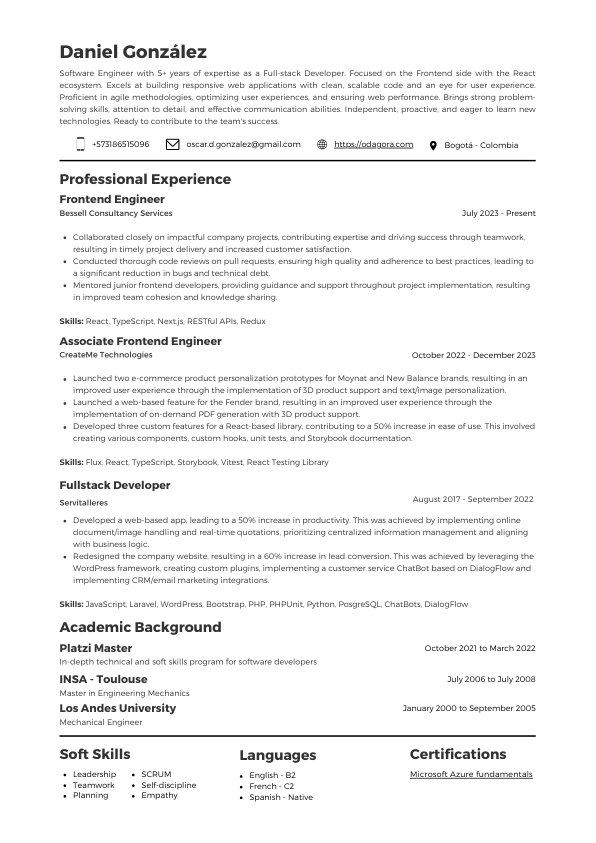 Daniel González
Software Engineer with 5+ years of expertise as a Full-stack Developer. Focused on the Frontend side with the React
ecosystem. Excels at building responsive web applications with clean, scalable code and an eye for user experience.
Proficient in agile methodologies, optimizing user experiences, and ensuring web performance. Brings strong problem-
solving skills, attention to detail, and effective communication abilities. Independent, proactive, and eager to learn new
technologies. Ready to contribute to the team's success.
+573186515096 oscar.d.gonzalez@gmail.com https://odagora.com Bogotá - Colombia
Professional Experience
Frontend Engineer
Bessell Consultancy Services July 2023 - Present
• Collaborated closely on impactful company projects, contributing expertise and driving success through teamwork,
resulting in timely project delivery and increased customer satisfaction.
• Conducted thorough code reviews on pull requests, ensuring high quality and adherence to best practices, leading to
a significant reduction in bugs and technical debt.
• Mentored junior frontend developers, providing guidance and support throughout project implementation, resulting
in improved team cohesion and knowledge sharing.
Skills: React, TypeScript, Next.js, RESTful APIs, Redux
Associate Frontend Engineer
CreateMe Technologies October 2022 - December 2023
• Launched two e-commerce product personalization prototypes for Moynat and New Balance brands, resulting in an
improved user experience through the implementation of 3D product support and text/image personalization.
• Launched a web-based feature for the Fender brand, resulting in an improved user experience through the
implementation of on-demand PDF generation with 3D product support.
• Developed three custom features for a React-based library, contributing to a 50% increase in ease of use. This involved
creating various components, custom hooks, unit tests, and Storybook documentation.
Skills: Flux, React, TypeScript, Storybook, Vitest, React Testing Library
Fullstack Developer
Servitalleres August 2017 - September 2022
• Developed a web-based app, leading to a 50% increase in productivity. This was achieved by implementing online
document/image handling and real-time quotations, prioritizing centralized information management and aligning
with business logic.
• Redesigned the company website, resulting in a 60% increase in lead conversion. This was achieved by leveraging the
WordPress framework, creating custom plugins, implementing a customer service ChatBot based on DialogFlow and
implementing CRM/email marketing integrations.
Skills: JavaScript, Laravel, WordPress, Bootstrap, PHP, PHPUnit, Python, PosgreSQL, ChatBots, DialogFlow
Academic Background
Platzi Master October 2021 to March 2022
In-depth technical and soft skills program for software developers
INSA - Toulouse July 2006 to July 2008
Master in Engineering Mechanics
Los Andes University January 2000 to September 2005
Mechanical Engineer
Soft Skills
• Leadership • SCRUM
• Teamwork • Self-discipline
• Planning • Empathy
Languages
• English - B2
• French - C2
• Spanish - Native
Certifications
Microsoft Azure fundamentals